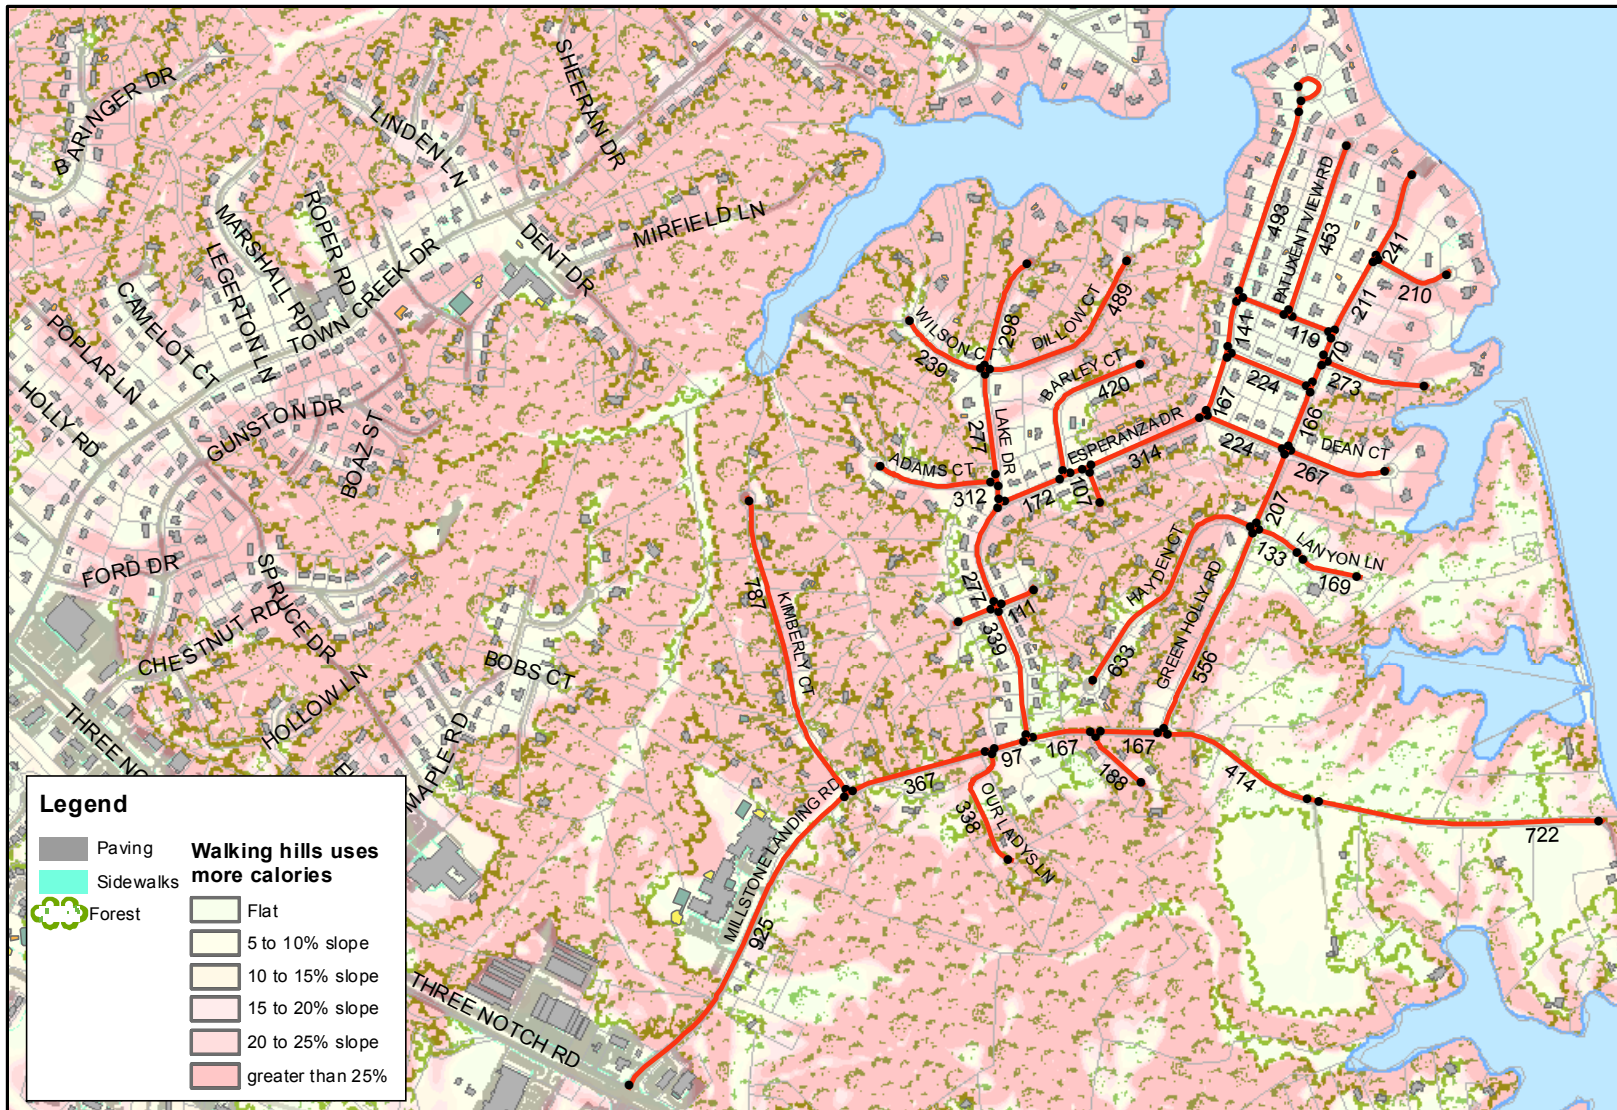 BARINGER DR
LINDEN LN
SHEERAN DR
MARSHALL RD
ROPER RD
LEGERTON LN
CAMELOT CT
POPLAR LN
HOLLY RD
TOWN CREEK DR
DENT DR
MIRFIELD LN
GUNSTON DR
BOAZ ST
FORD DR
SPRUCE DR
CHESTNUT RD
HOLLOW LN
BOBS CT
MAPLE RD
THREE NO
THREE NOTCH RD
493
PATUXENT VIEW RD
453
241
210
211
419
141
70
273
224
166
167
224
DEAN CT
267
207
WILSON C
239
298
DILLOW CT
489
BARLEY CT
420
LAKE DR
277
ADAMS CT
312
172
107
ESPERANZA DR
314
HAYDEN CT
633
GREEN HOLLY RD
556
133
LANYON LN
169
277
111
339
787
KIMBERLY CT
367
97
167
167
188
414
722
OUR LADYS LN
338
MILLSTONE LANDING RD
925
Legend
Paving
Sidewalks
Forest
Walking hills uses
more calories
Flat
5 to 10% slope
10 to 15% slope
15 to 20% slope
20 to 25% slope
greater than 25%